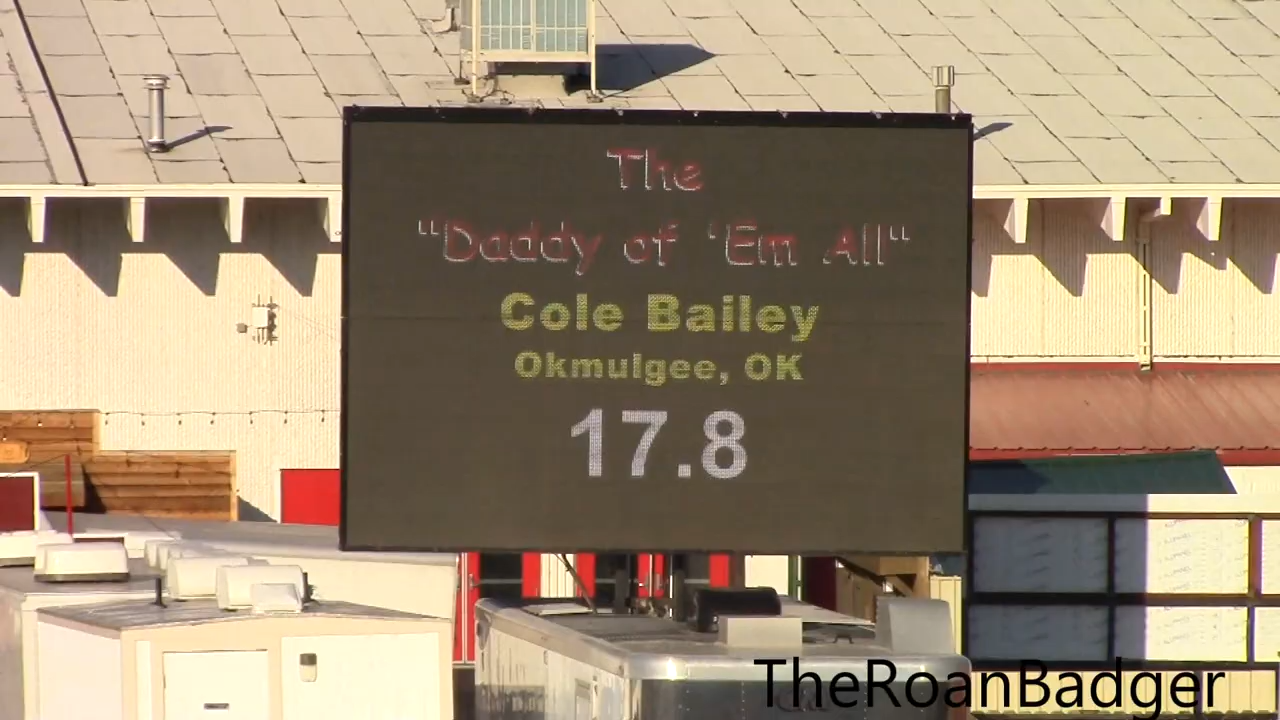 The
"Daddy of 'Em All"
Cole Bailey
Okmulgee, OK
17.8
TheRoanBadger